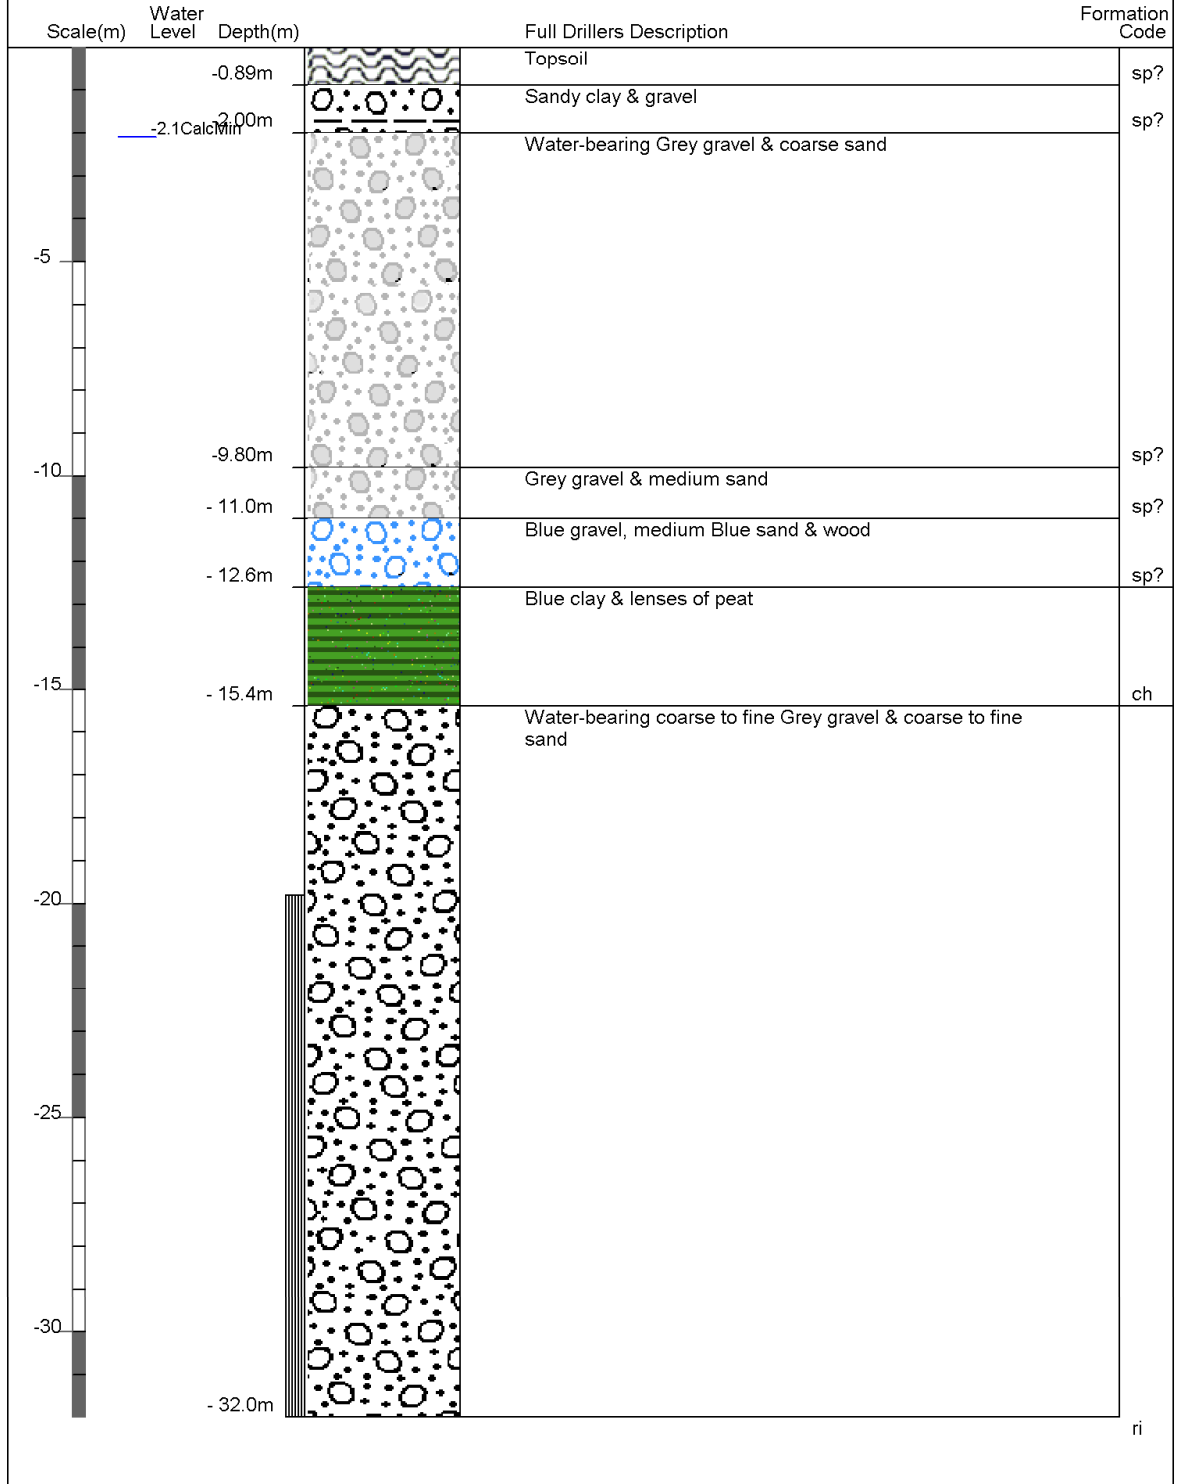 Water Formation
Scale(m) Level Depth(m) Full Drillers Description Code
Topsoil
-0.89m sp?
Sandy clay & gravel
-2.00m sp?
-2.1CalcMin
Water-bearing Grey gravel & coarse sand
-5
-9.80m sp?
-10
Grey gravel & medium sand
- 11.0m sp?
Blue gravel, medium Blue sand & wood
- 12.6m sp?
Blue clay & lenses of peat
-15
- 15.4m ch
Water-bearing coarse to fine Grey gravel & coarse to fine
sand
-20
-25
-30
- 32.0m
ri